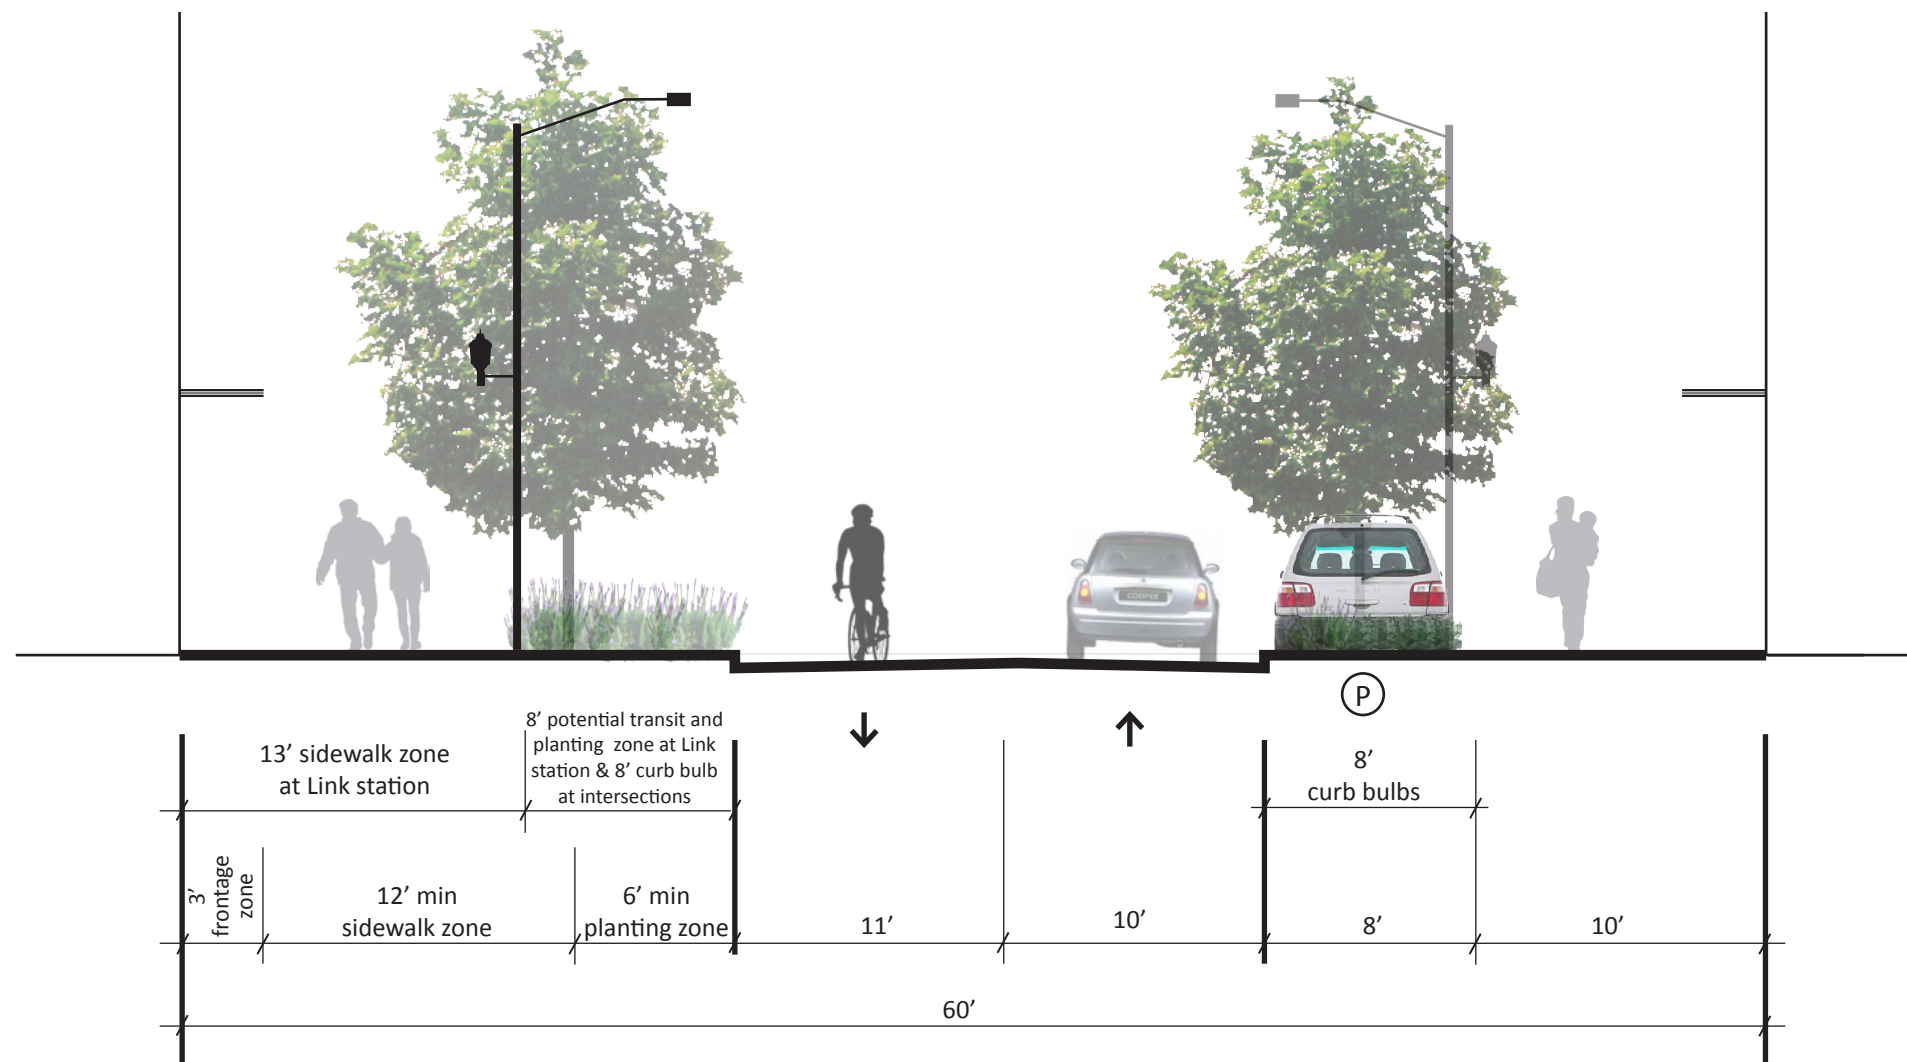 COOPER
P
13’ sidewalk zone
at Link station
8’ potential transit and
planting zone at Link
station & 8’ curb bulb
at intersections
8’
curb bulbs
3’
frontage
zone
12’ min
sidewalk zone
6’ min
planting zone
11’
10’
8’
10’
60’